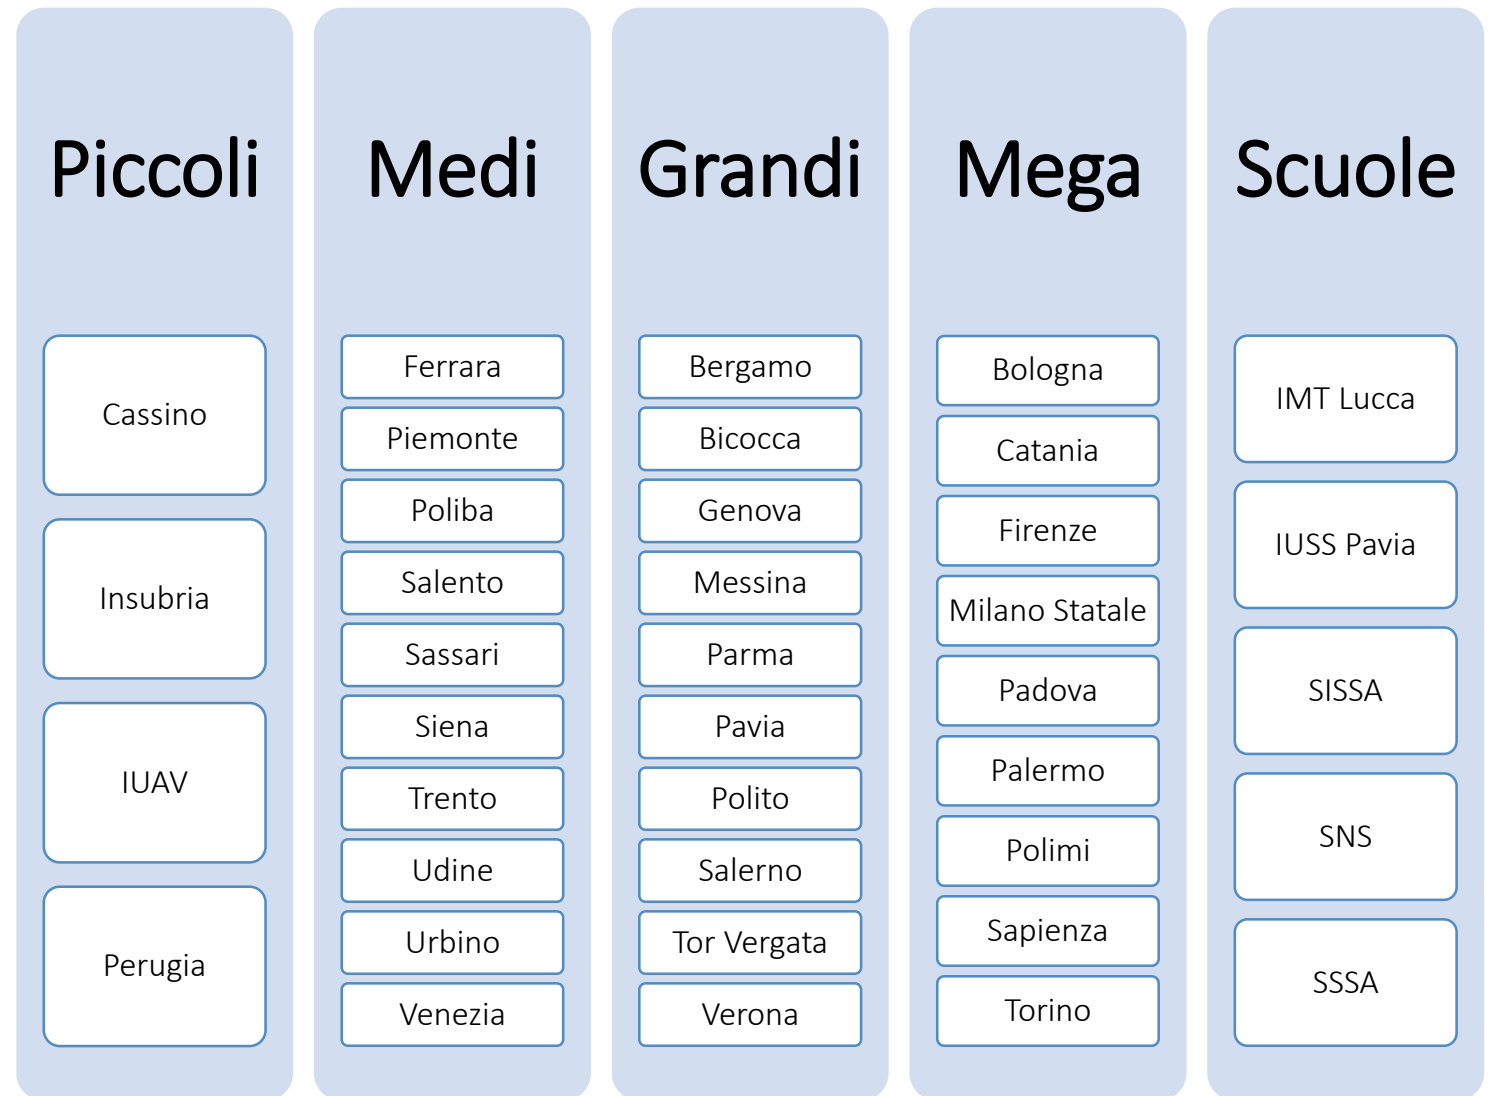 Piccoli
Cassino
Insubria
IUAV
Perugia
Medi
Ferrara
Piemonte
Poliba
Salento
Sassari
Siena
Trento
Udine
Urbino
Venezia
Grandi
Bergamo
Bicocca
Genova
Messina
Parma
Pavia
Polito
Salerno
Tor Vergata
Verona
Mega
Bologna
Catania
Firenze
Milano Statale
Padova
Palermo
Polimi
Sapienza
Torino
Scuole
IMT Lucca
IUSS Pavia
SISSA
SNS
SSSA